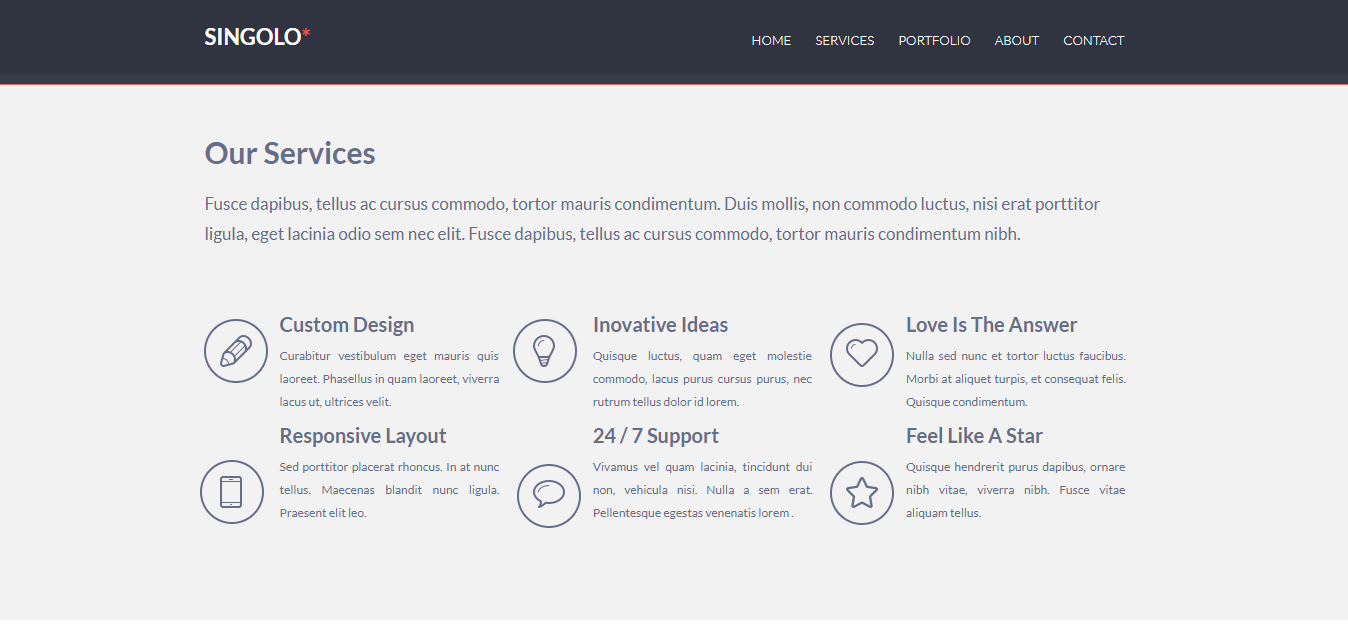 SINGOLO*
HOME SERVICES PORTFOLIO ABOUT CONTACT
Our Services
Fusce dapibus, tellus ac cursus commodo, tortor mauris condimentum. Duis mollis, non commodo luctus, nisi erat porttitor
ligula, eget lacinia odio sem nec elit. Fusce dapibus, tellus ac cursus commodo, tortor mauris condimentum nibh.
Custom Design
Curabitur vestibulum eget mauris quis
laoreet. Phasellus in quam laoreet, viverra
lacus ut, ultrices velit.
Inovative Ideas
Quisque luctus, quam eget molestie
commodo, lacus purus cursus purus, nec
rutrum tellus dolor id lorem.
Love Is The Answer
Nulla sed nunc et tortor luctus faucibus.
Morbi at aliquet turpis, et consequat felis.
Quisque condimentum.
Responsive Layout
Sed porttitor placerat rhoncus. In at nunc
tellus. Maecenas blandit nunc ligula.
Praesent elit leo.
24 / 7 Support
Vivamus vel quam lacinia, tincidunt dui
non, vehicula nisi. Nulla a sem erat.
Pellentesque egestas venenatis lorem .
Feel Like A Star
Quisque hendrerit purus dapibus, ornare
nibh vitae, viverra nibh. Fusce vitae
aliquam tellus.